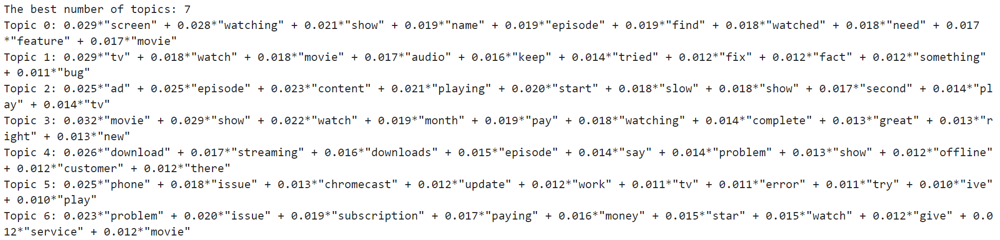 The best number of topics: 7
Topic 0: 0.029*"screen" + 0.028*"watching" + 0.021*"show" + 0.019*"name" + 0.019*"episode" + 0.019*"find" + 0.018*"watched" + 0.018*"need" + 0.017
*"feature" + 0.017*"movie"
Topic 1: 0.029*"tv" + 0.018*"watch" + 0.018*"movie" + 0.017*"audio" + 0.016*"keep" + 0.014*"tried" + 0.012*"fix" + 0.012*"fact" + 0.012*"something"
+ 0.011*"bug"
Topic 2: 0.025*"ad" + 0.025*"episode" + 0.023*"content" + 0.021*"playing" + 0.020*"start" + 0.018*"slow" + 0.018*"show" + 0.017*"second" + 0.014*"pl
ay" + 0.014*"tv"
Topic 3: 0.032*"movie" + 0.029*"show" + 0.022*"watch" + 0.019*"month" + 0.019*"pay" + 0.018*"watching" + 0.014*"complete" + 0.013*"great" + 0.013*"r
ight" + 0.013*"new"
Topic 4: 0.026*"download" + 0.017*"streaming" + 0.016*"downloads" + 0.015*"episode" + 0.014*"say" + 0.014*"problem" + 0.013*"show" + 0.012*"offline"
+ 0.012*"customer" + 0.012*"there"
Topic 5: 0.025*"phone" + 0.018*"issue" + 0.013*"chromecast" + 0.012*"update" + 0.012*"work" + 0.011*"tv" + 0.011*"error" + 0.011*"try" + 0.010*"ive"
+ 0.010*"play"
Topic 6: 0.023*"problem" + 0.020*"issue" + 0.019*"subscription" + 0.017*"paying" + 0.016*"money" + 0.015*"star" + 0.015*"watch" + 0.012*"give" + 0.0
12*"service" + 0.012*"movie"